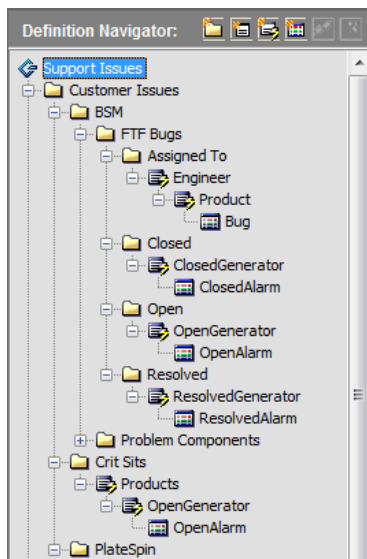 Definition Navigator:
Support Issues
Customer Issues
BSM
FTF Bugs
Assigned To
Engineer
Product
Bug
Closed
ClosedGenerator
ClosedAlarm
Open
OpenGenerator
OpenAlarm
Resolved
ResolvedGenerator
ResolvedAlarm
Problem Components
Crit Sits
Products
OpenGenerator
OpenAlarm
PlateSpin